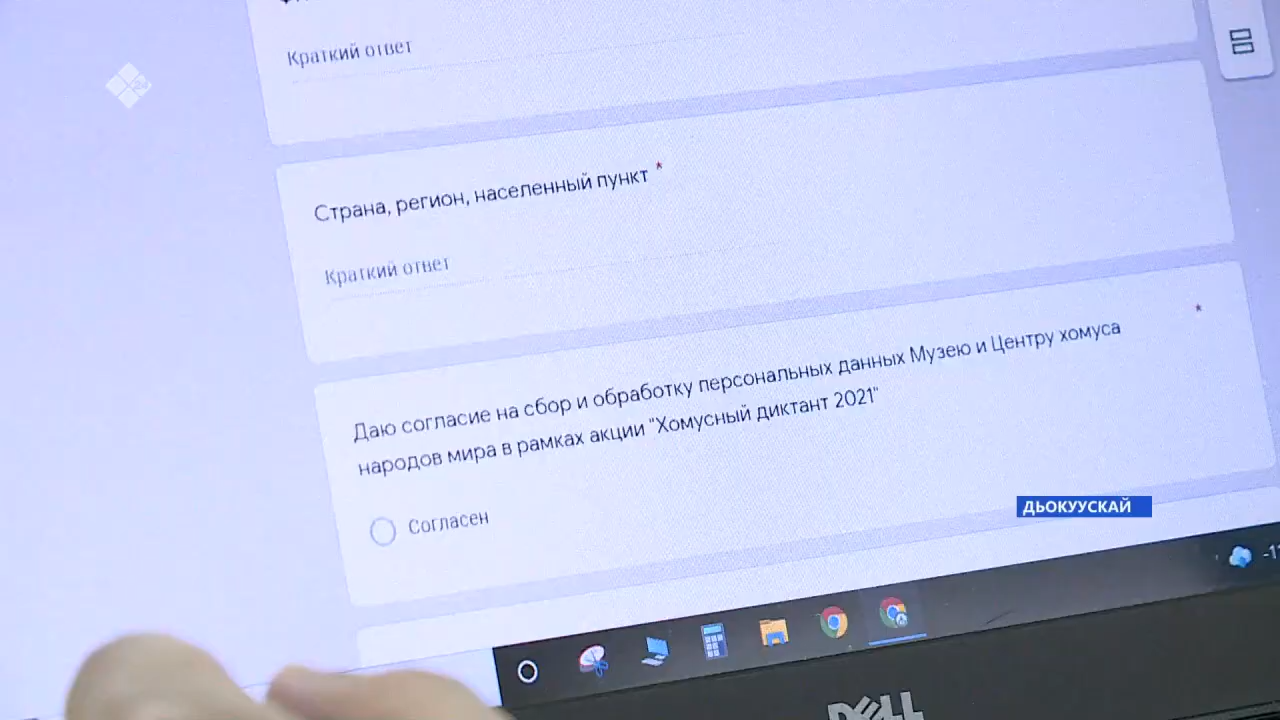 Краткий ответ
Страна, регион, населенный пункт *
Краткий ответ
Даю согласие на сбор и обработку персональных данных Музею и Центру хомуса *
народов мира в рамках акции "Хомусный диктант 2021"
Согласен
ДЬОКУУСКАЙ
DELL